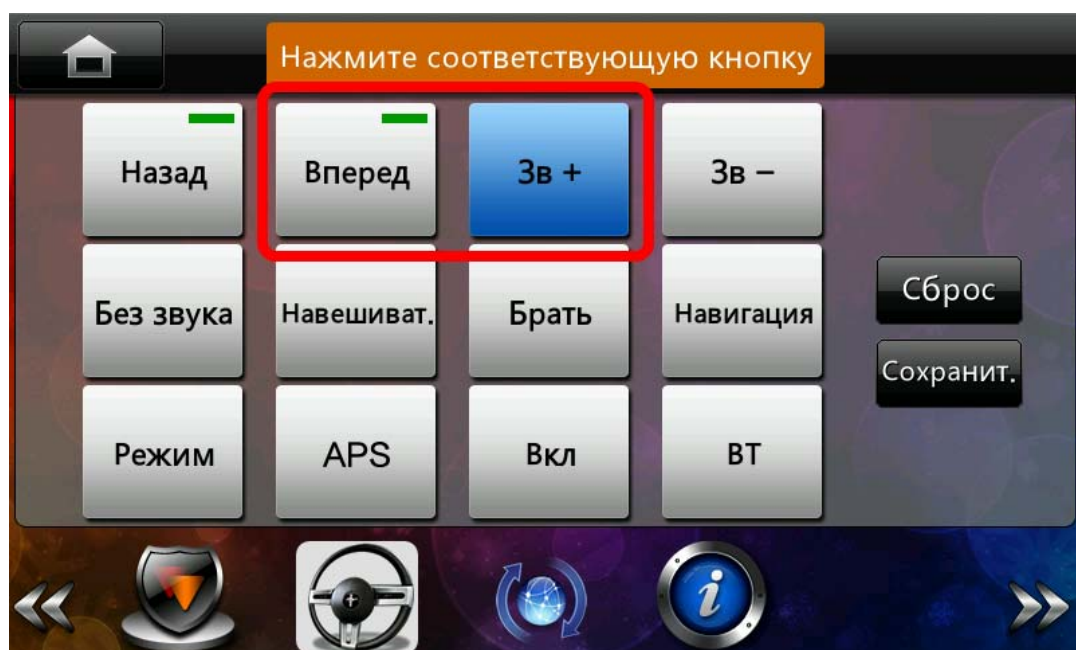 Нажмите соответствующую кнопку
Назад
Вперед
Зв +
Зв –
Без звука
Навешиват.
Брать
Навигация
Сброс
Сохранит.
Режим
APS
Вкл
BT
i